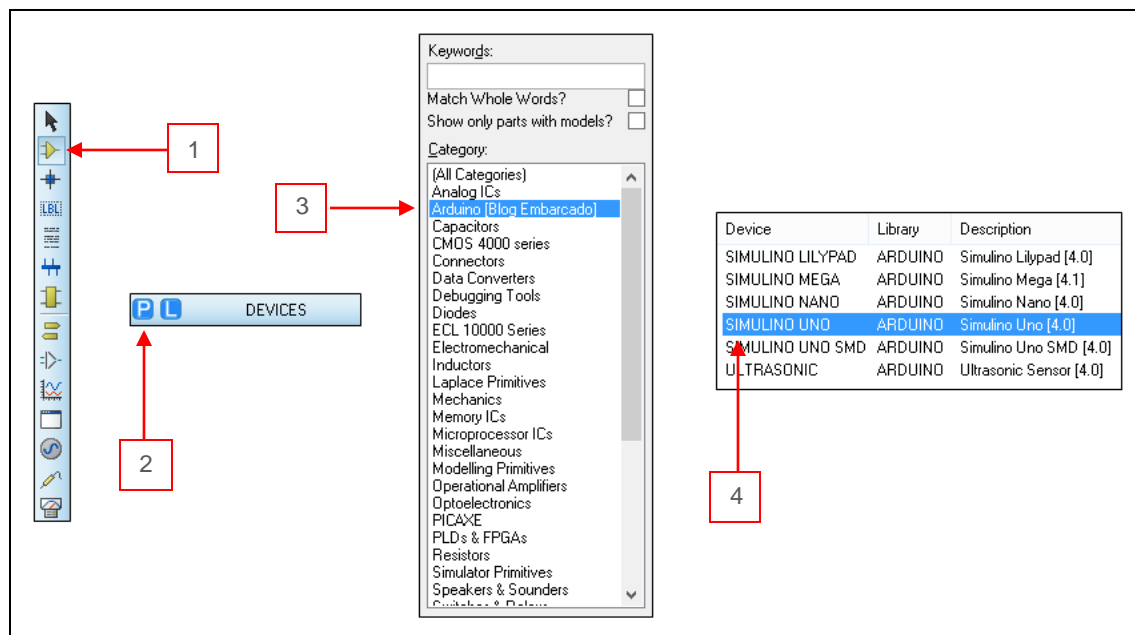 1
LBL
P L DEVICES
2
Keywords:
Match Whole Words?
Show only parts with models?
Category:
(All Categories)
Analog ICs
Arduino [Blog Embarcado]
Capacitors
CMOS 4000 series
Connectors
Data Converters
Debugging Tools
Diodes
ECL 10000 Series
Electromechanical
Inductors
Laplace Primitives
Mechanics
Memory ICs
Microprocessor ICs
Miscellaneous
Modelling Primitives
Operational Amplifiers
Optoelectronics
PICAXE
PLDs & FPGAs
Resistors
Simulator Primitives
Speakers & Sounders
3
Device Library Description
SIMULINO LILYPAD ARDUINO Simulino Lilypad [4.0]
SIMULINO MEGA ARDUINO Simulino Mega [4.1]
SIMULINO NANO ARDUINO Simulino Nano [4.0]
SIMULINO UNO ARDUINO Simulino Uno [4.0]
SIMULINO UNO SMD ARDUINO Simulino Uno SMD [4.0]
ULTRASONIC ARDUINO Ultrasonic Sensor [4.0]
4